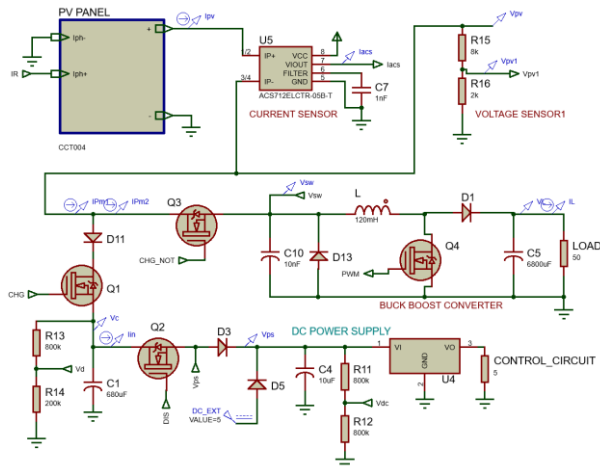 PV PANEL
Iph-
IR
Iph+
+
-
CCT004
Ipv
U5
1/2
IP+
3/4
IP-
VCC
8
VIOUT
7
FILTER
6
GND
5
ACS712ELCTR-05B-T
CURRENT SENSOR
Iacs
C7
1nF
Vpv
R15
8k
Vpv1
Vpv1
R16
2k
VOLTAGE SENSOR1
IPm1
IPm2
Q3
CHG_NOT
Vsw
Vsw
L
120mH
D1
VL
IL
D11
C10
10nF
D13
Q4
PWM
C5
6800uF
LOAD
50
BUCK BOOST CONVERTER
CHG
Q1
Vc
Iin
Q2
D3
Vps
Vps
DIS
DC POWER SUPPLY
R13
800k
Vd
R14
200k
C1
680uF
D5
DC_EXT
VALUE=5
C4
10uF
R11
800k
Vdc
R12
800k
1
VI
VO
3
GND
2
U4
CONTROL_CIRCUIT
5